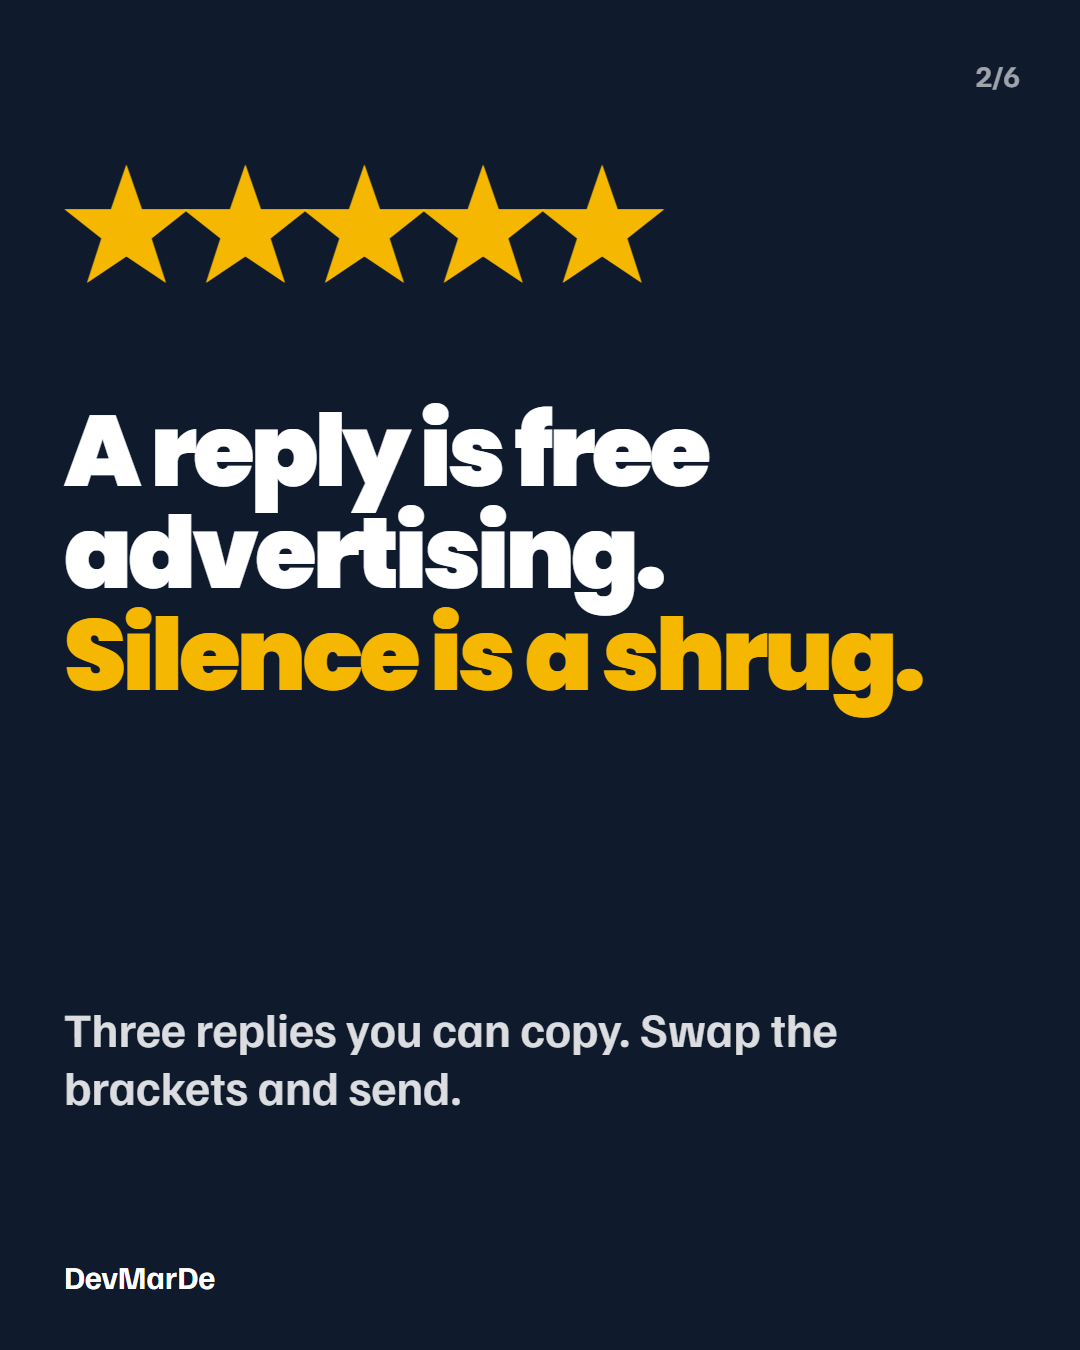 2/6
A reply is free
advertising.
Silence is a shrug.
Three replies you can copy. Swap the
brackets and send.
DevMarDe